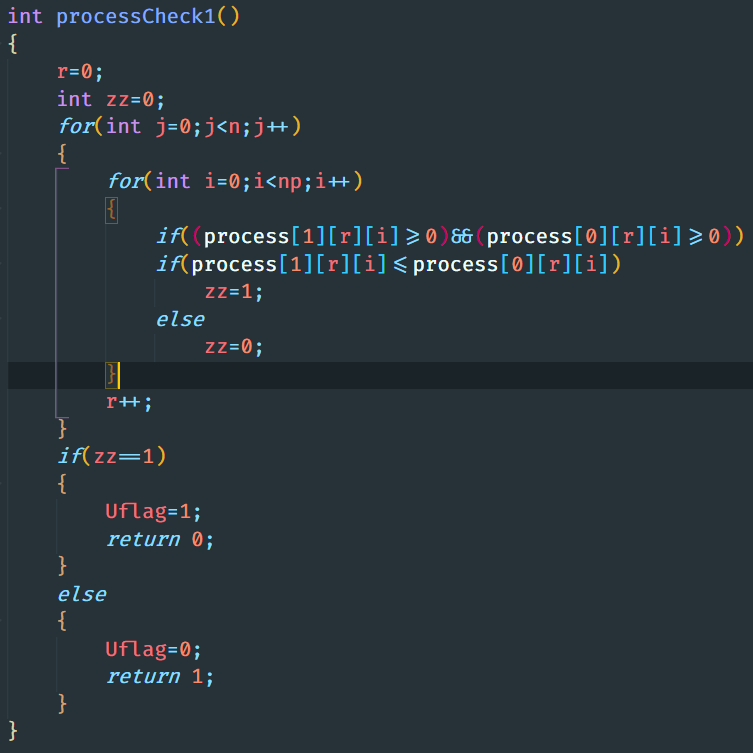 int processCheck1()
{
    r=0;
    int zz=0;
    for(int j=0;j<n;j++)
    {
        for(int i=0;i<np;i++)
        {
            if((process[1][r][i]>=0)&&(process[0][r][i]>=0))
            if(process[1][r][i]<=process[0][r][i])
                zz=1;
            else
                zz=0;
        }
        r++;
    }
    if(zz==1)
    {
        Uflag=1;
        return 0;
    }
    else
    {
        Uflag=0;
        return 1;
    }
}